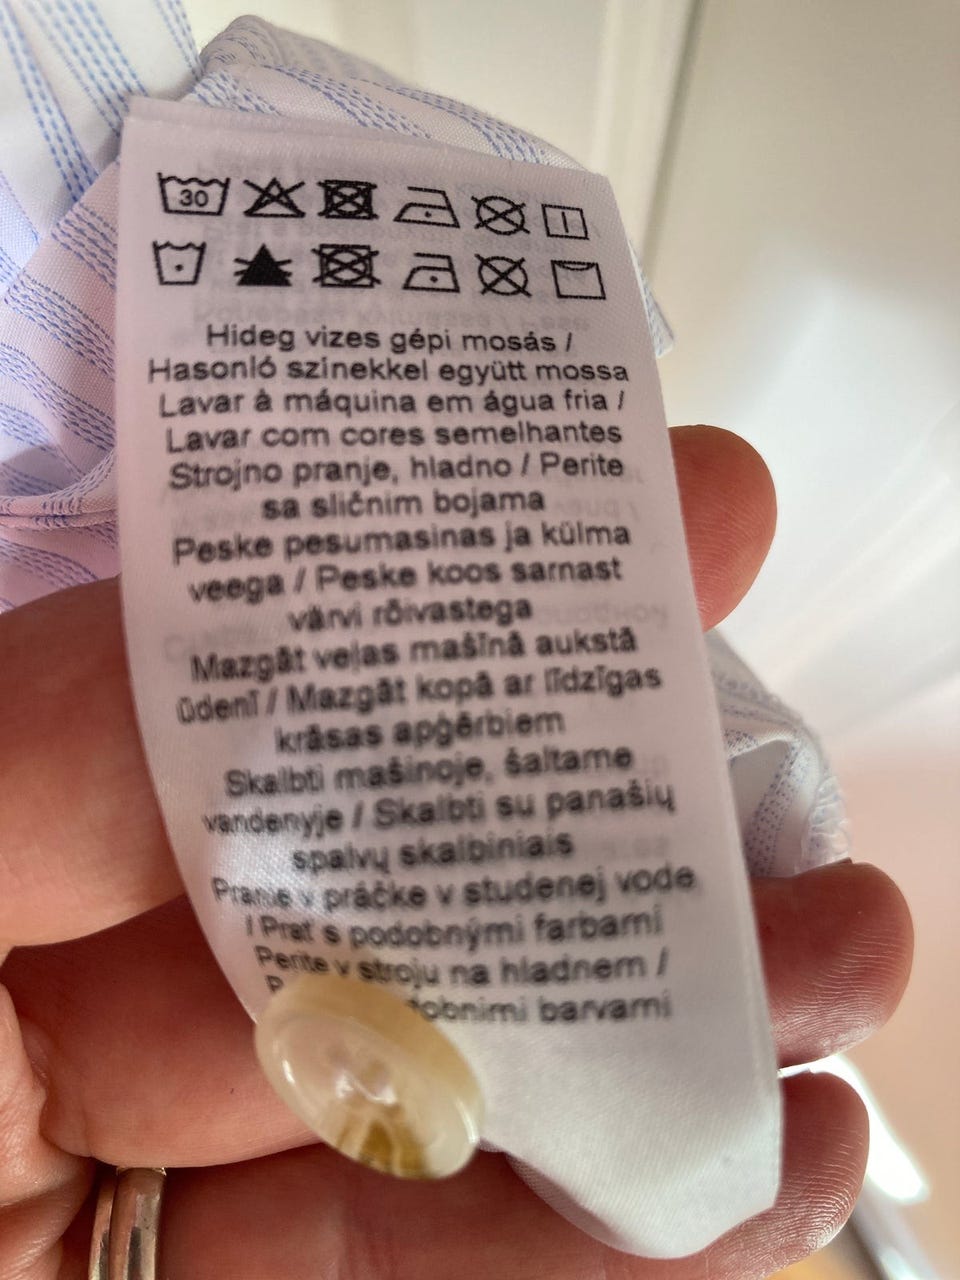 30
Hideg vizes gépi mosás /
Hasonló színekkel együtt mossa
Lavar à máquina em água fria /
Lavar com cores semelhantes
Strojno pranje, hladno / Perite
sa sličnim bojama
Peske pesumasinas ja külma
veega / Peske koos sarnast
värvi rõivastega
Mazgāt veļas mašīnā aukstā
ūdenī / Mazgāt kopā ar līdzīgas
krāsas apģērbiem
Skalbti mašinoje, šaltame
vandenyje / Skalbti su panašių
spalvų skalbiniais
Pranie v práčke v studenej vode
/ Prať s podobnými farbami
Perite v stroju na hladnem /
barvami